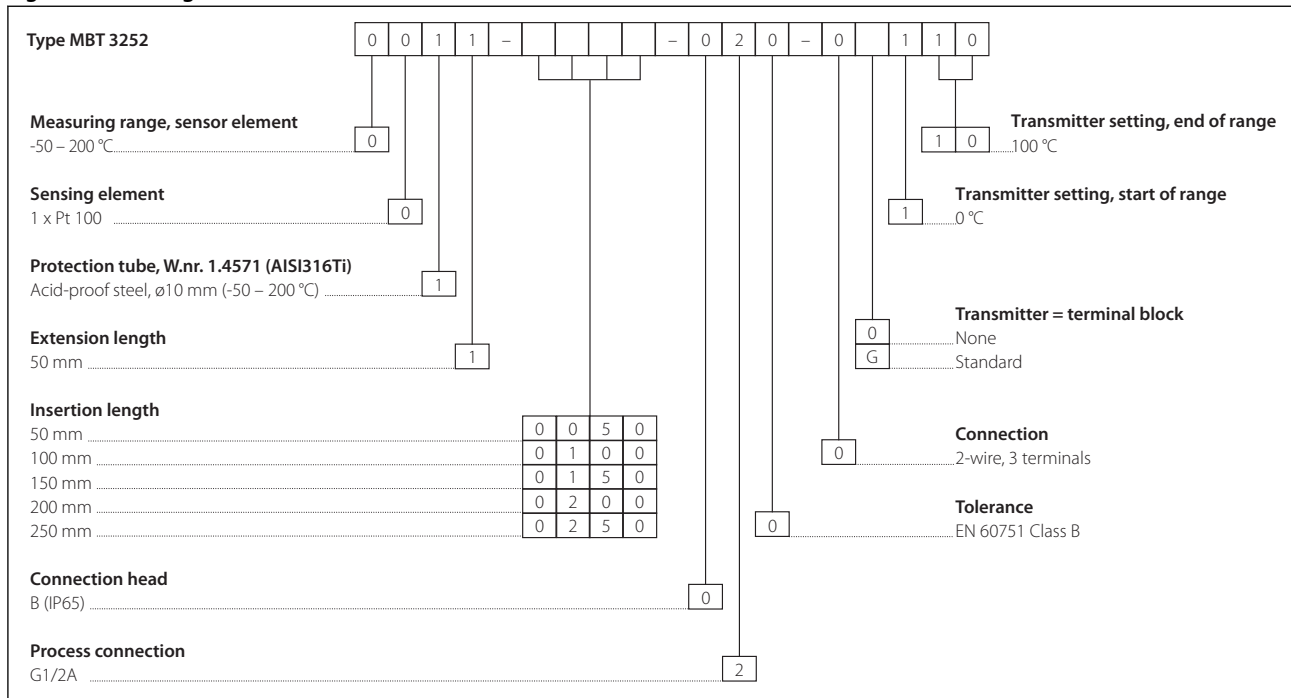 Type MBT 3252
0 0 1 1 – – 0 2 0 – 0 1 1 0
Measuring range, sensor element
-50 – 200 °C 0
Sensing element
1 x Pt 100 0
Protection tube, W.nr. 1.4571 (AISI316Ti)
Acid-proof steel, ø10 mm (-50 – 200 °C) 1
Extension length
50 mm 1
Insertion length
50 mm 0 0 5 0
100 mm 0 1 0 0
150 mm 0 1 5 0
200 mm 0 2 0 0
250 mm 0 2 5 0
Connection head
B (IP65) 0
Process connection
G1/2A 2
Transmitter setting, end of range
1 0 100 °C
Transmitter setting, start of range
1 0 °C
Transmitter = terminal block
0 None
G Standard
Connection
0 2-wire, 3 terminals
Tolerance
0 EN 60751 Class B